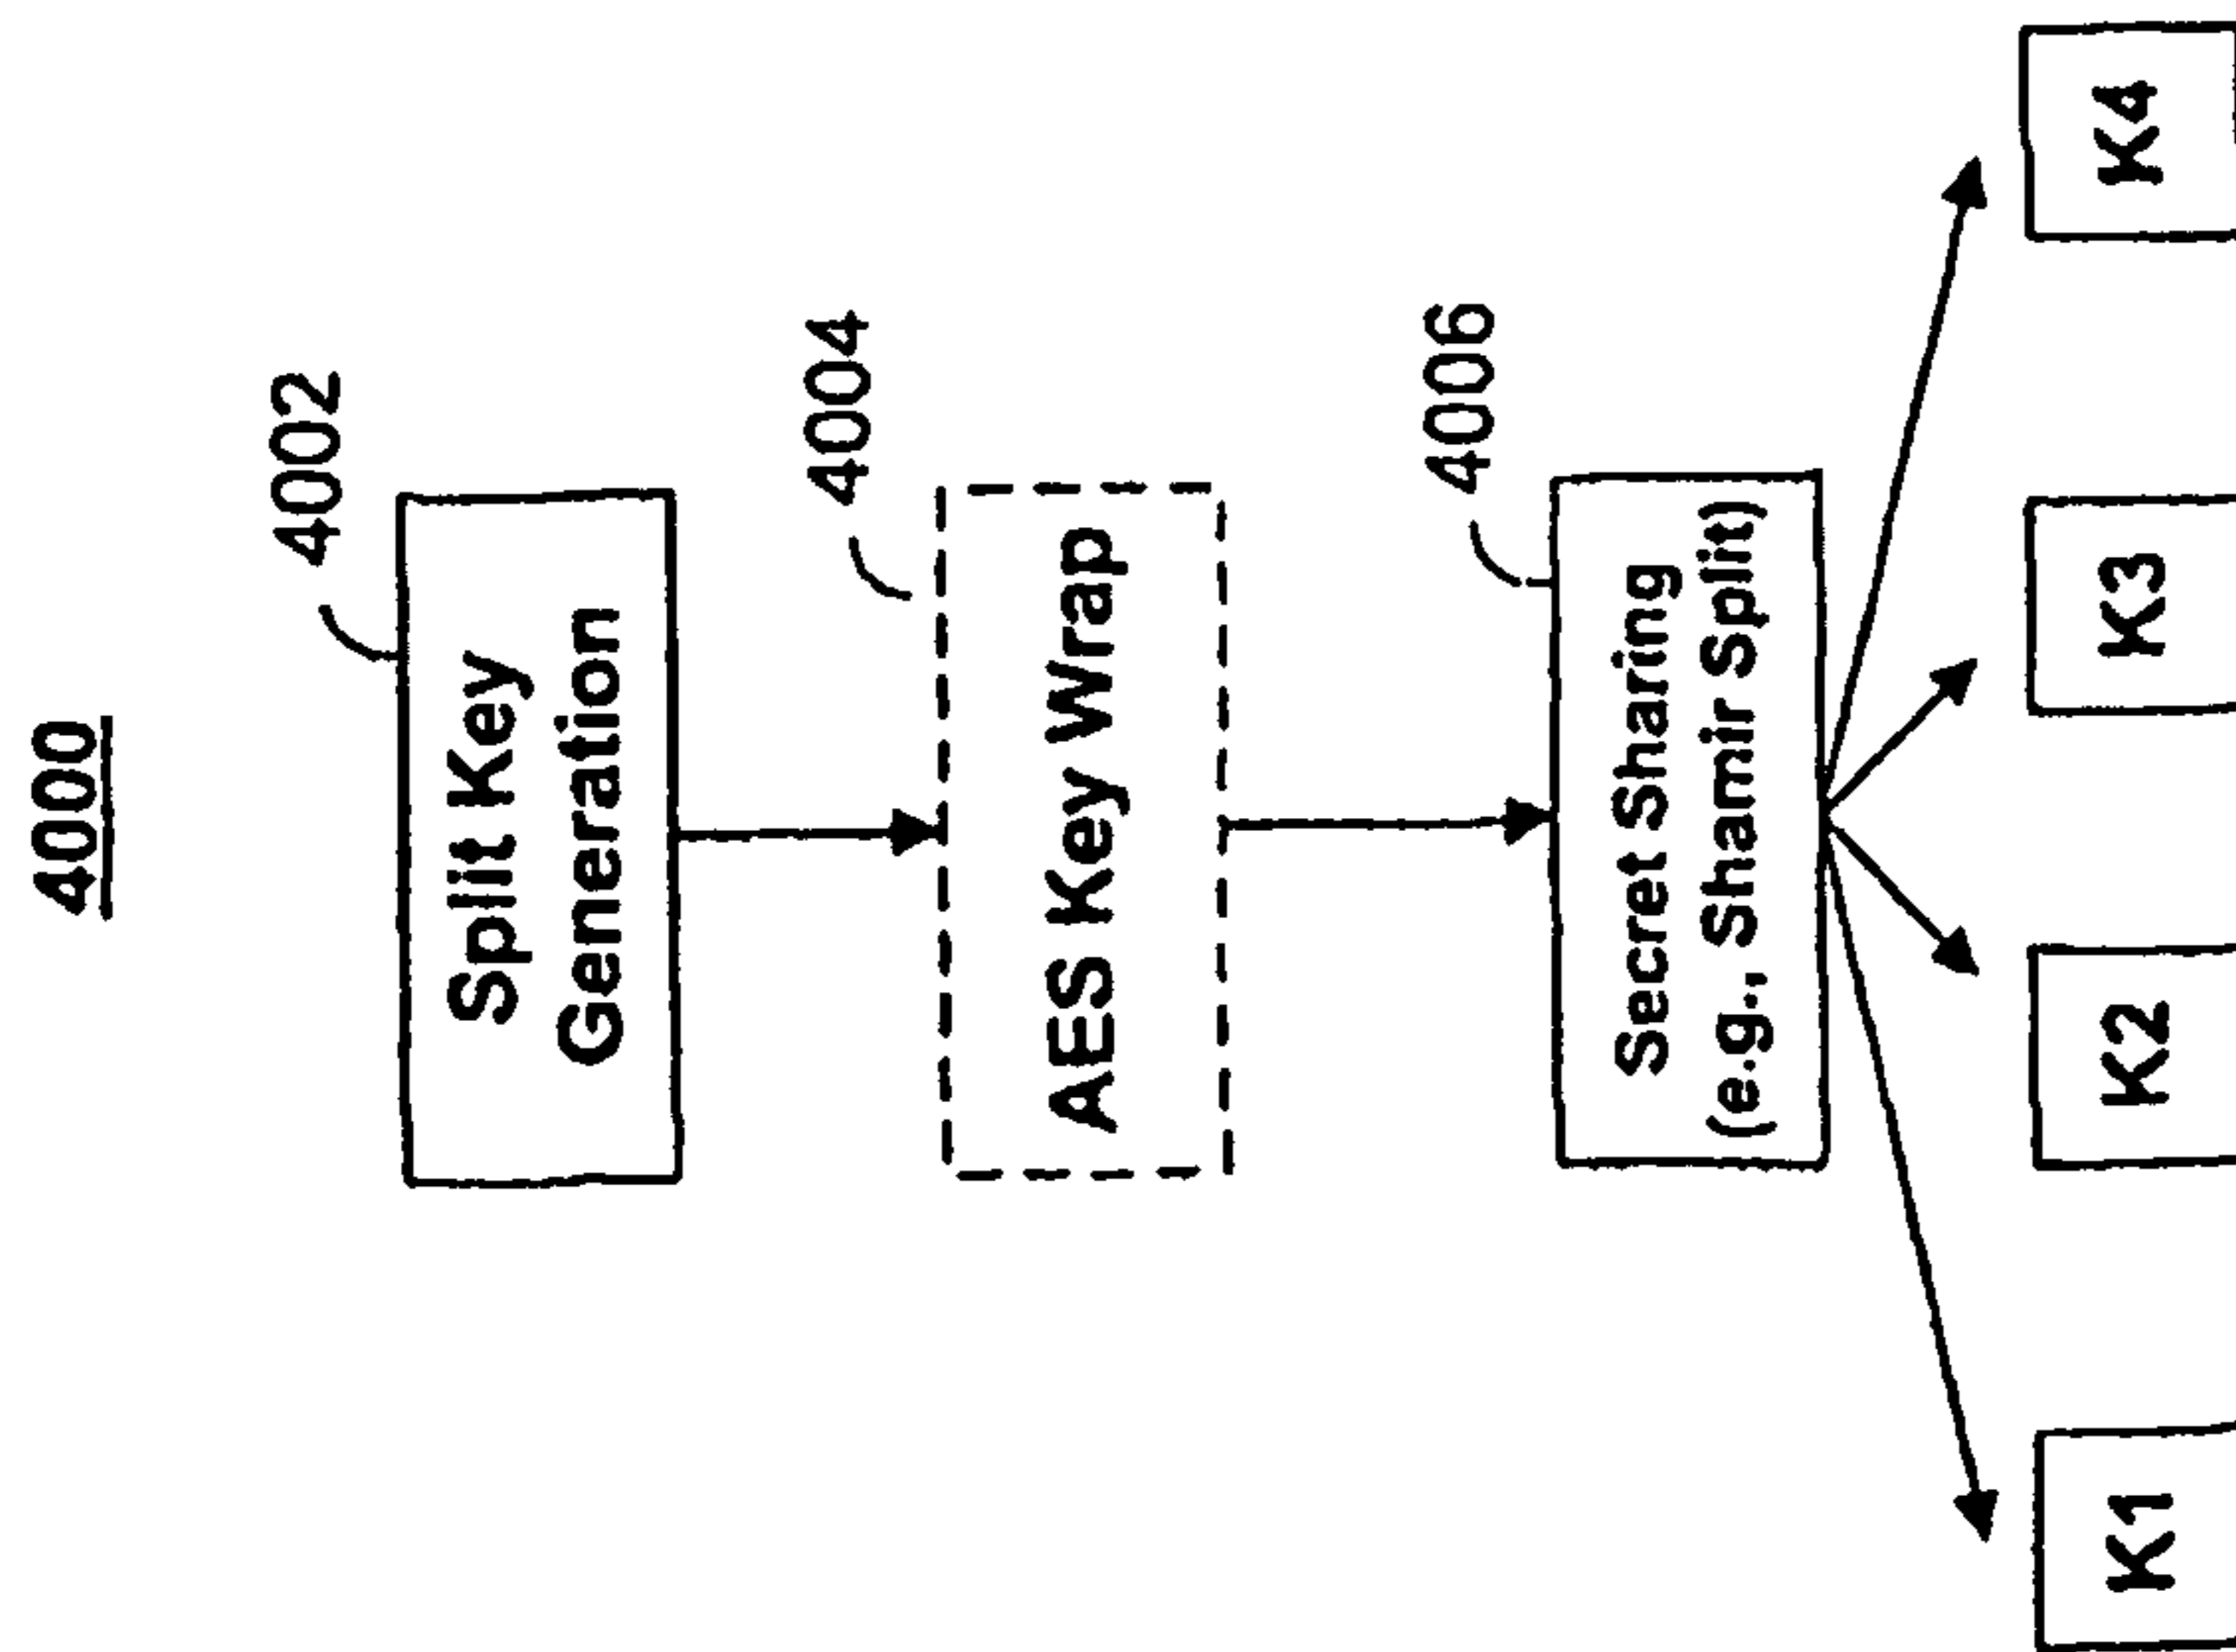 4000
4002
Split Key
Generation
4004
AES Key Wrap
4006
Secret Sharing
(e.g., Shamir Split)
K1
K2
K3
K4